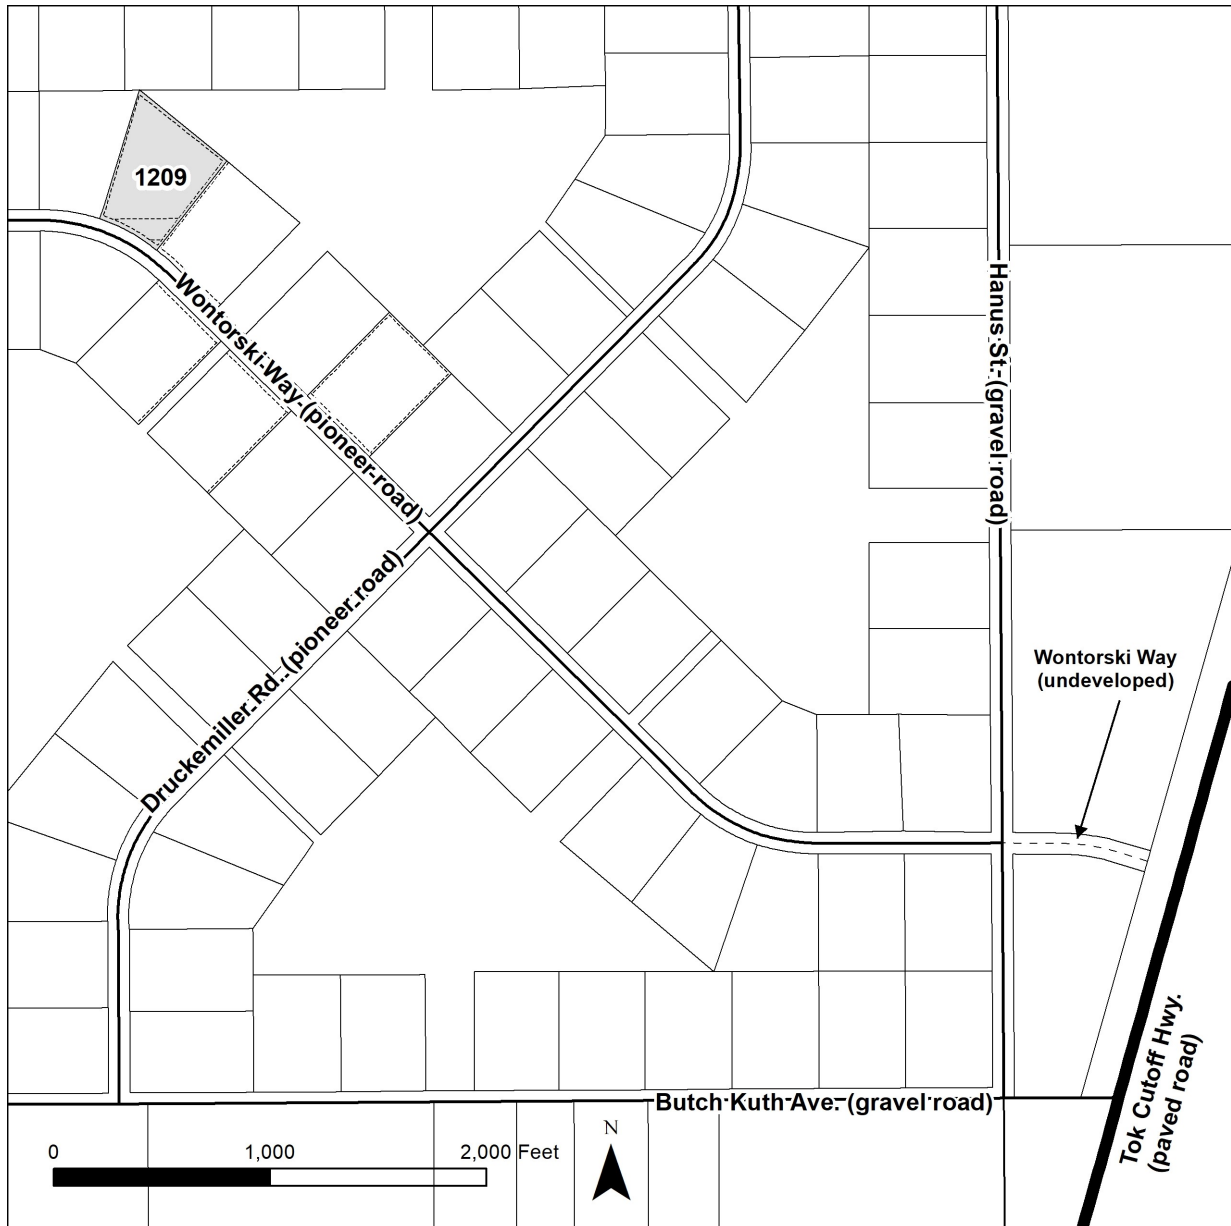 1209
Wontorski Way (pioneer road)
Hanus St. (gravel road)
Druckemiller Rd. (pioneer road)
Wontorski Way
(undeveloped)
Tok Cutoff Hwy.
(paved road)
Butch Kuth Ave. (gravel road)
N
0 1,000 2,000 Feet